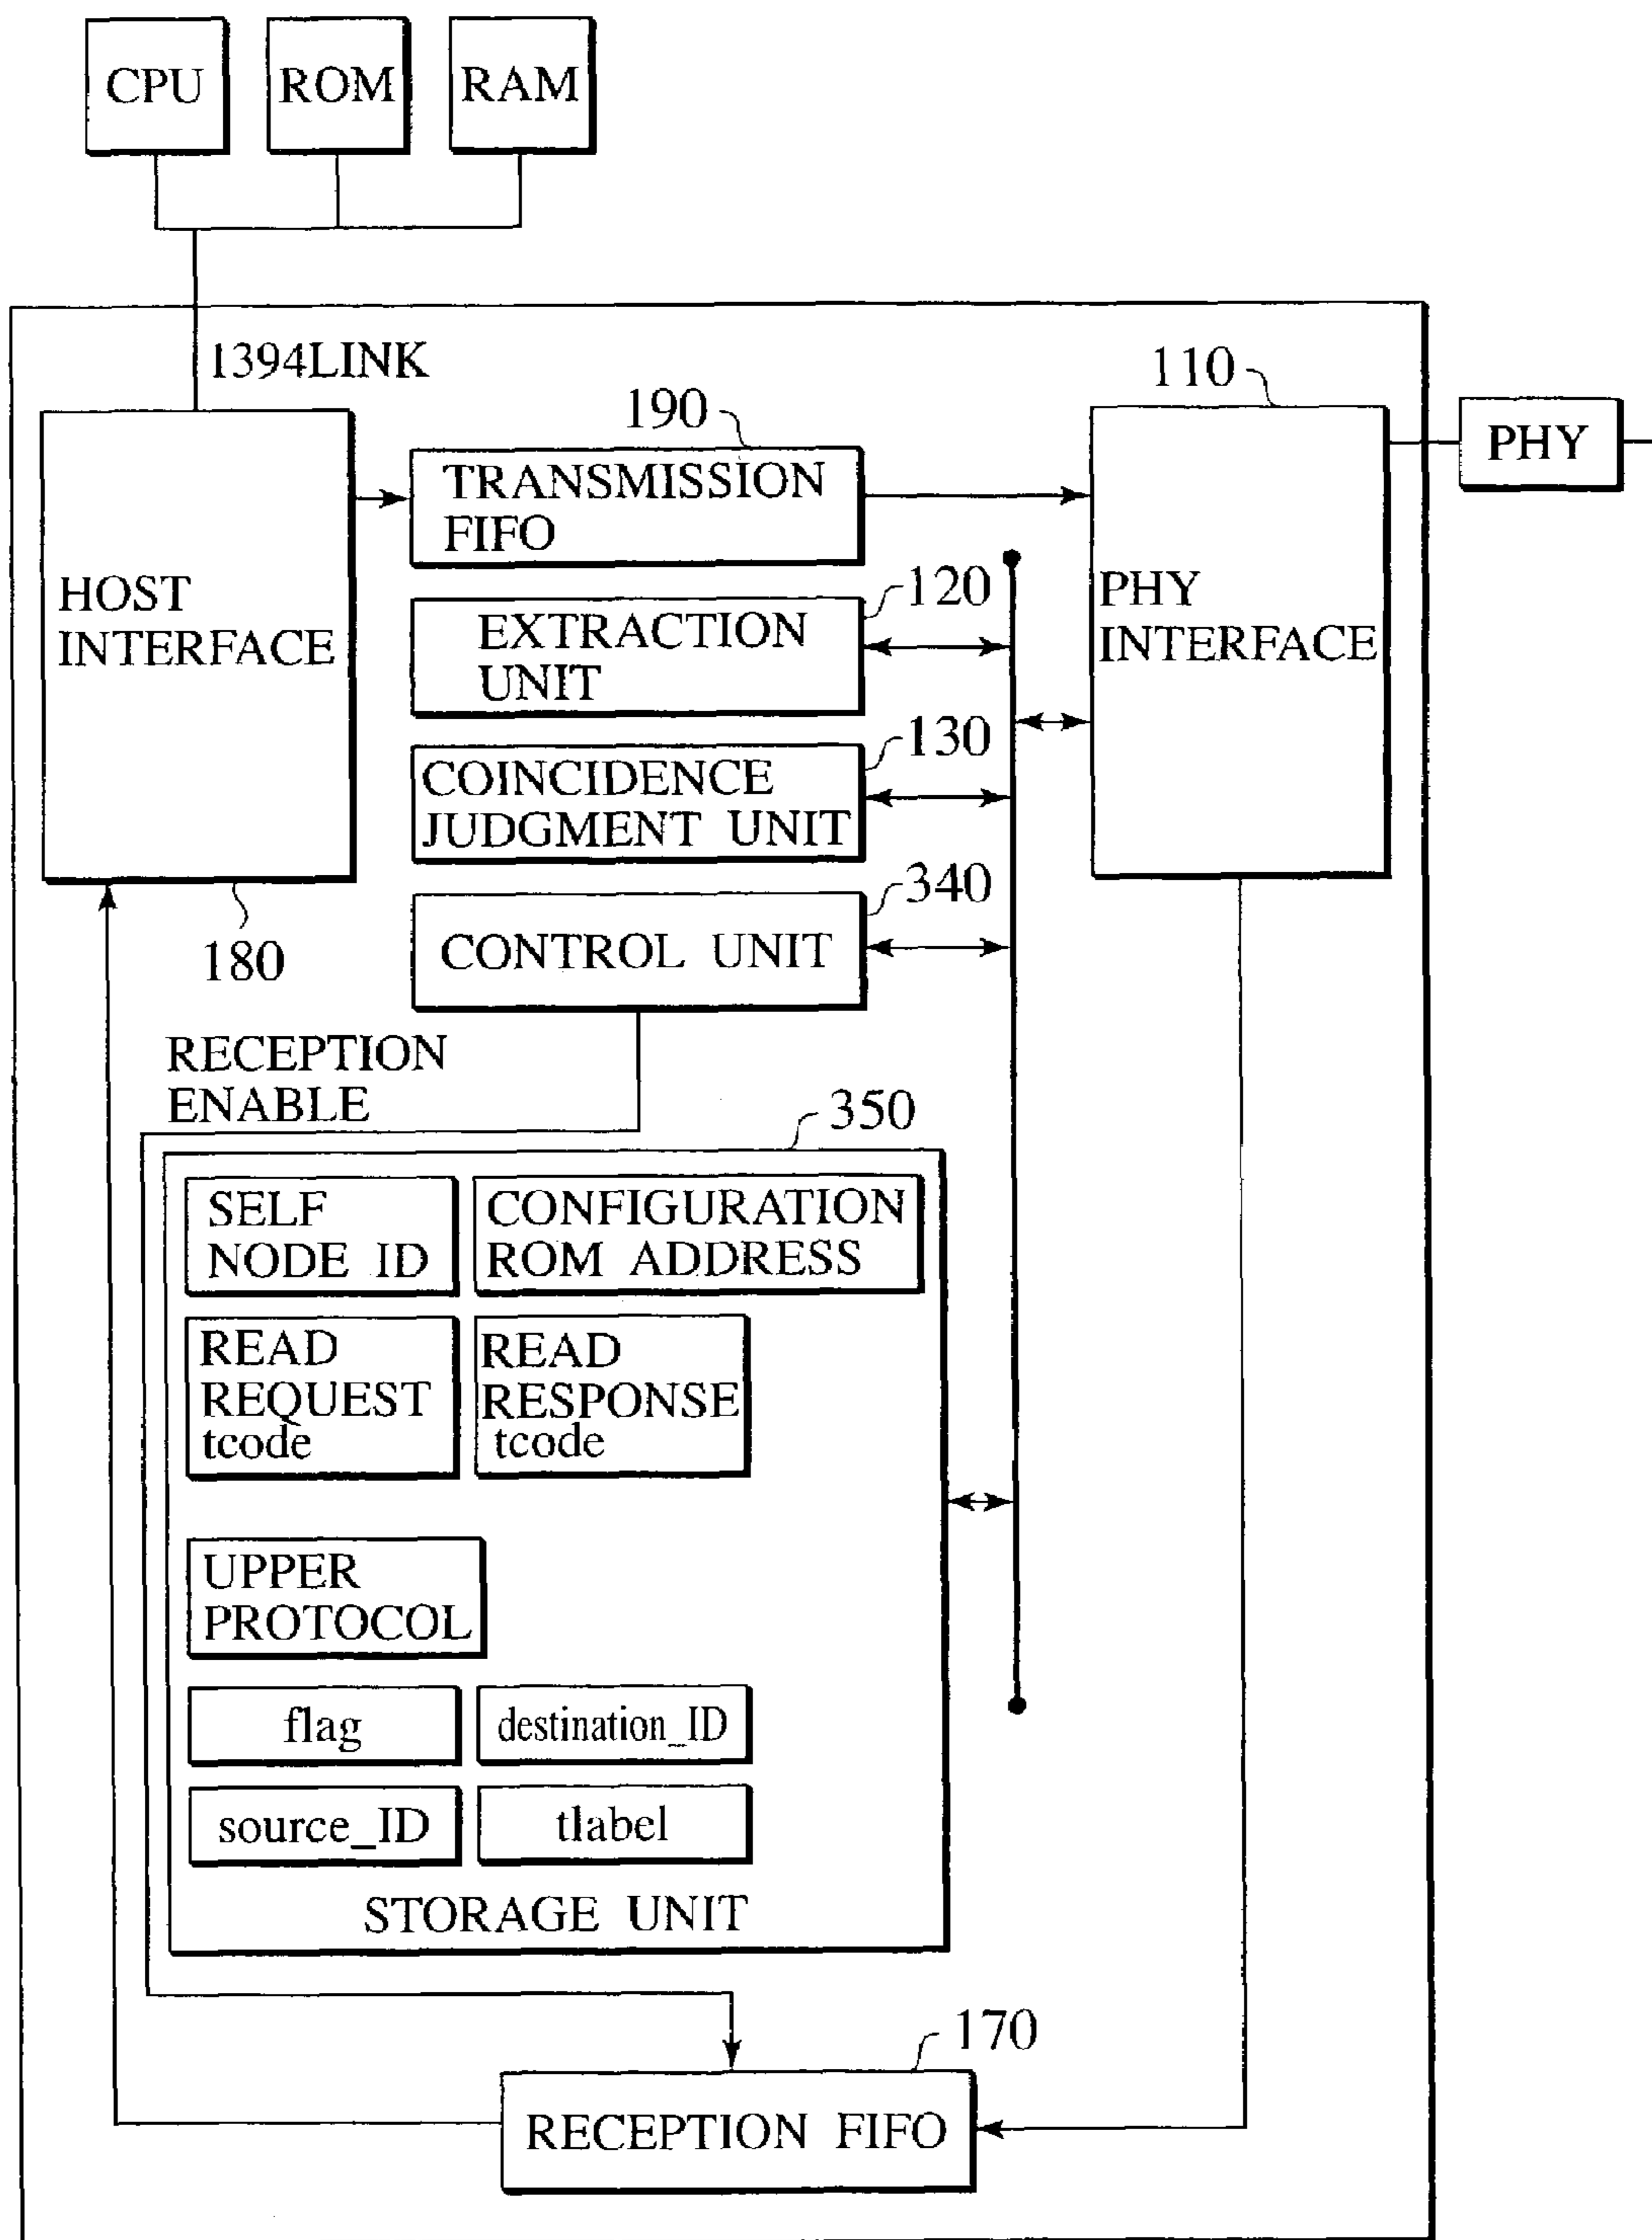 CPU
ROM
RAM
1394LINK
110
190
PHY
TRANSMISSION
FIFO
120
HOST
INTERFACE
PHY
INTERFACE
EXTRACTION
UNIT
130
COINCIDENCE
JUDGMENT UNIT
340
180
CONTROL UNIT
RECEPTION
ENABLE
350
SELF
NODE ID
CONFIGURATION
ROM ADDRESS
READ
REQUEST
tcode
READ
RESPONSE
tcode
UPPER
PROTOCOL
flag
destination_ID
source_ID
tlabel
STORAGE UNIT
170
RECEPTION FIFO